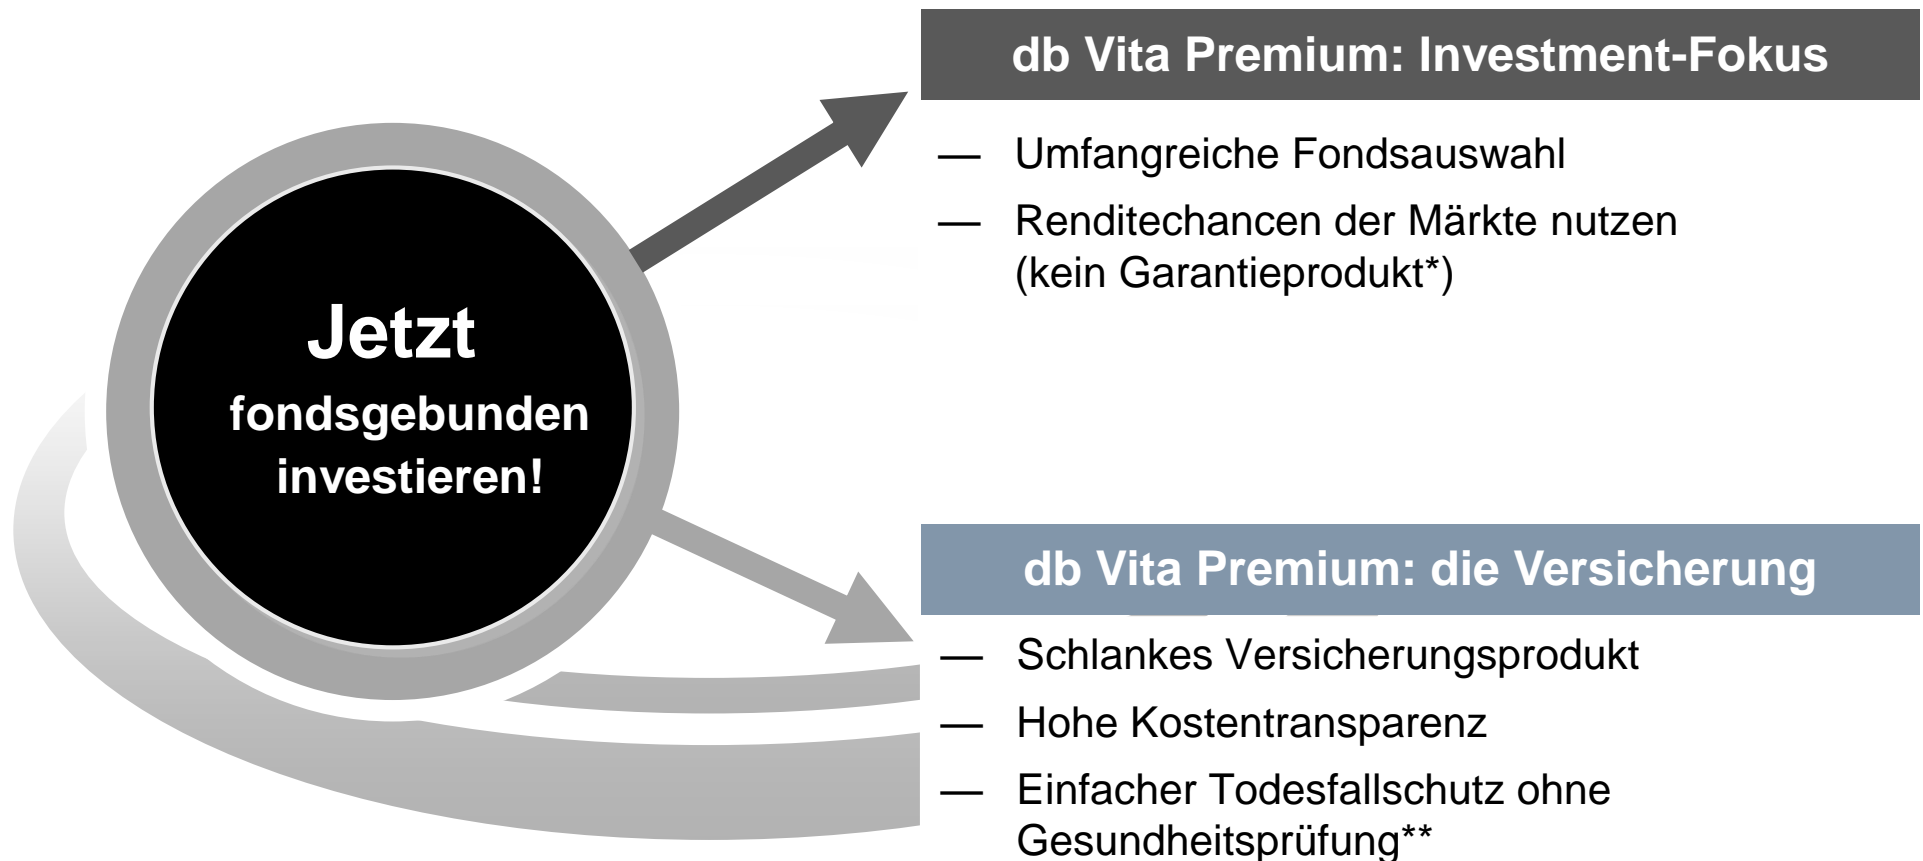 Jetzt
fondsgebunden
investieren!
db Vita Premium: Investment-Fokus
— Umfangreiche Fondsauswahl
— Renditechancen der Märkte nutzen
(kein Garantieprodukt*)
db Vita Premium: die Versicherung
— Schlankes Versicherungsprodukt
— Hohe Kostentransparenz
— Einfacher Todesfallschutz ohne
Gesundheitsprüfung**